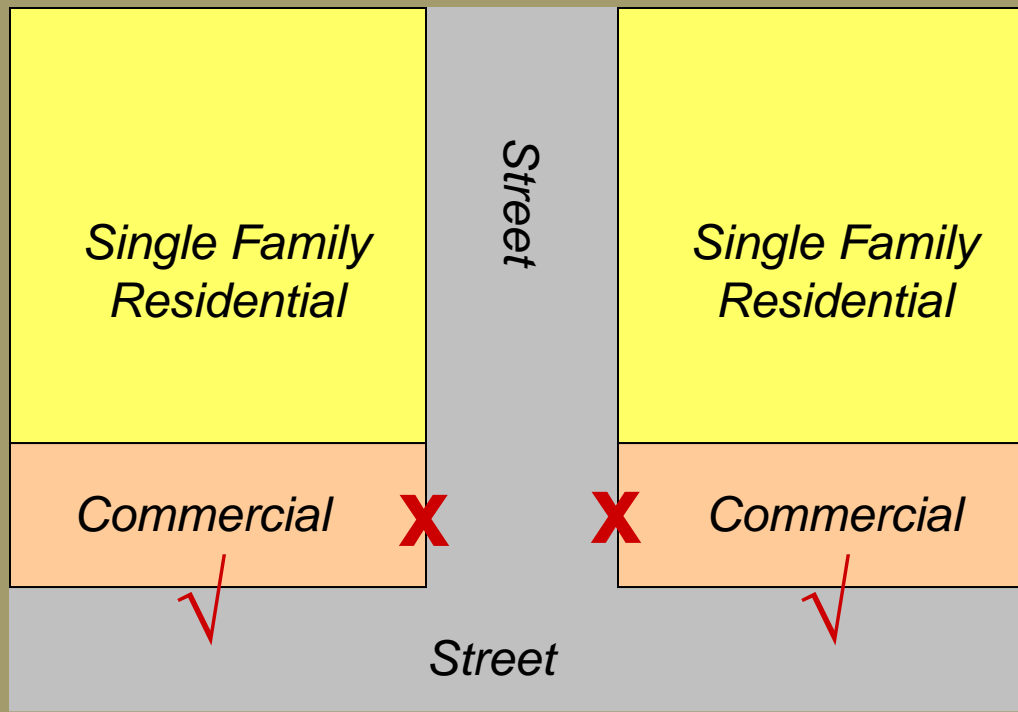 Single Family
Residential
Street
Single Family
Residential
Commercial
X
X
Commercial
√
√
Street